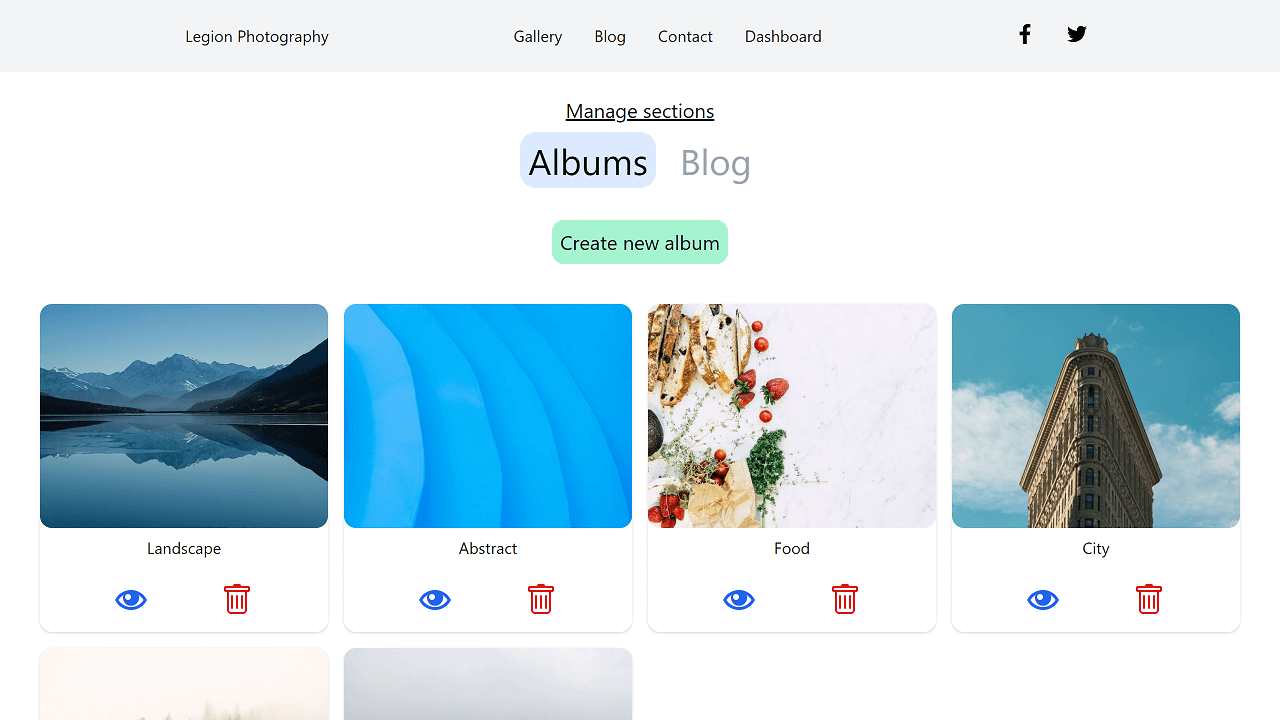 Legion Photography
Gallery Blog Contact Dashboard
Manage sections
Albums Blog
Create new album
Landscape
Abstract
Food
City